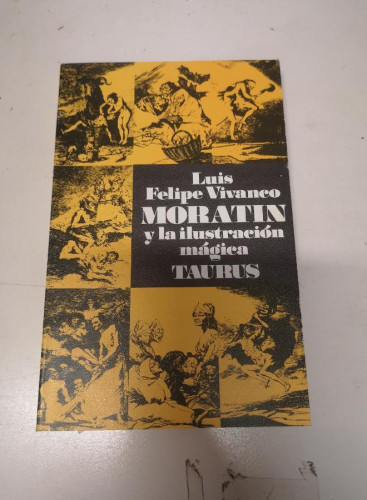 Luis
Felipe Vivanco
MORATIN
y la ilustración
mágica
TAURUS